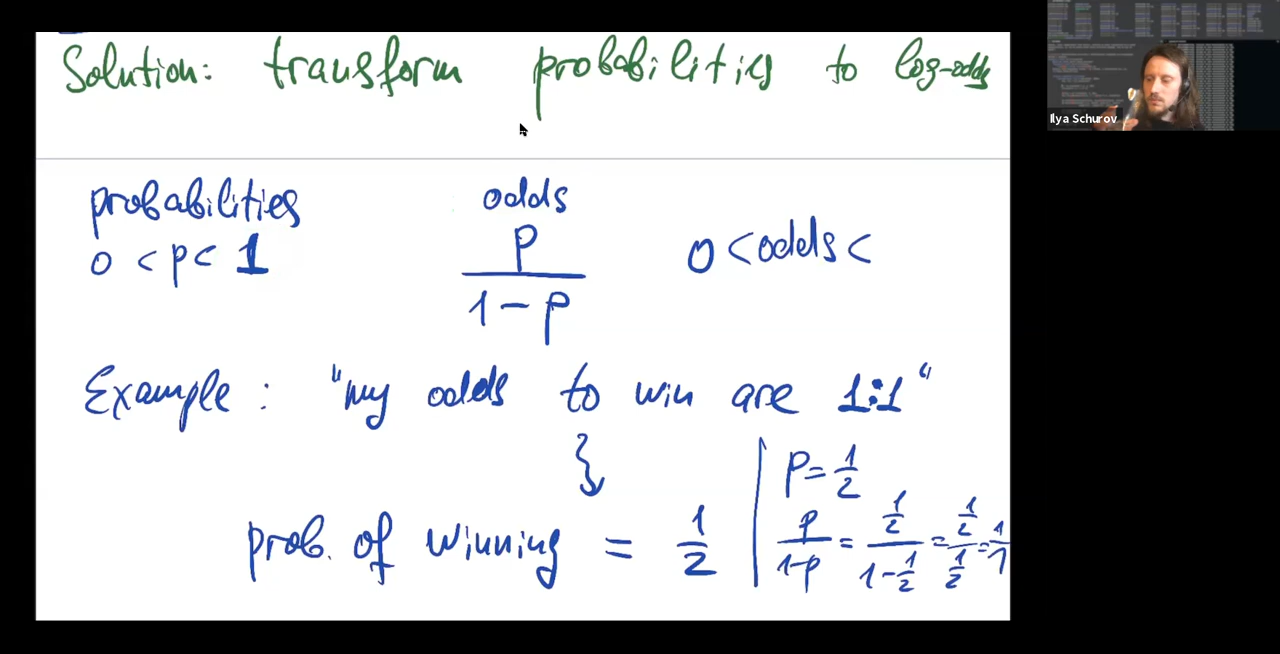 Solution: transform probabilities to log-odds
Ilya Schurov
probabilities
0 < p < 1
odds
p
1 - p
0 < odds <
Example: "my odds to win are 1:1"
prob. of winning = 1/2
p = 1/2
p/(1-p) = (1/2)/(1-1/2) = (1/2)/(1/2) = 1/1